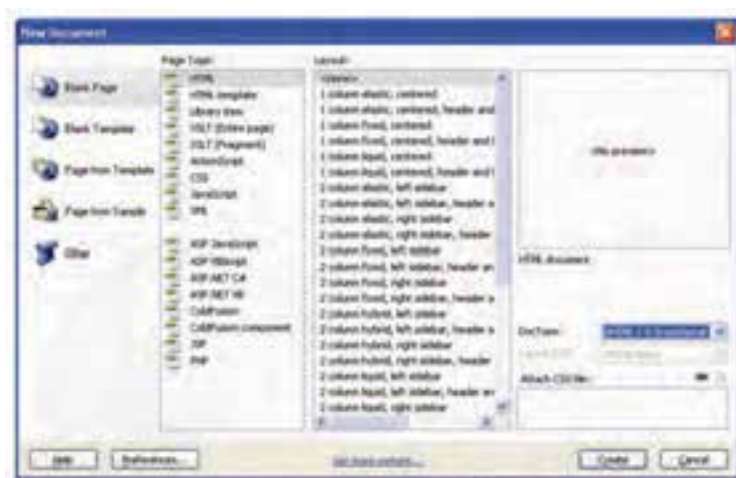 New Document
Blank Page
Blank Template
Page from Template
Page from Sample
Other
Page Type:
HTML
HTML template
Library item
XSLT (Entire page)
XSLT (Fragment)
ActionScript
CSS
JavaScript
XML
ASP JavaScript
ASP VBScript
ASP.NET C#
ASP.NET VB
ColdFusion
ColdFusion component
JSP
PHP
Layout:
<none>
1 column elastic, centered
1 column elastic, centered, header and
1 column fixed, centered
1 column fixed, centered, header and
1 column liquid, centered
1 column liquid, centered, header and
2 column elastic, left sidebar
2 column elastic, left sidebar, header a
2 column elastic, right sidebar
2 column elastic, right sidebar, header
2 column fixed, left sidebar
2 column fixed, left sidebar, header an
2 column fixed, right sidebar
2 column fixed, right sidebar, header a
2 column hybrid, left sidebar
2 column hybrid, left sidebar, header a
2 column hybrid, right sidebar
2 column hybrid, right sidebar, header
2 column liquid, left sidebar
2 column liquid, left sidebar, header an
2 column liquid, right sidebar
<no preview>
HTML document
DocType:
XHTML 1.0 Transitional
Layout CSS:
Attach CSS file:
Help
Preferences...
Get more content...
Create
Cancel